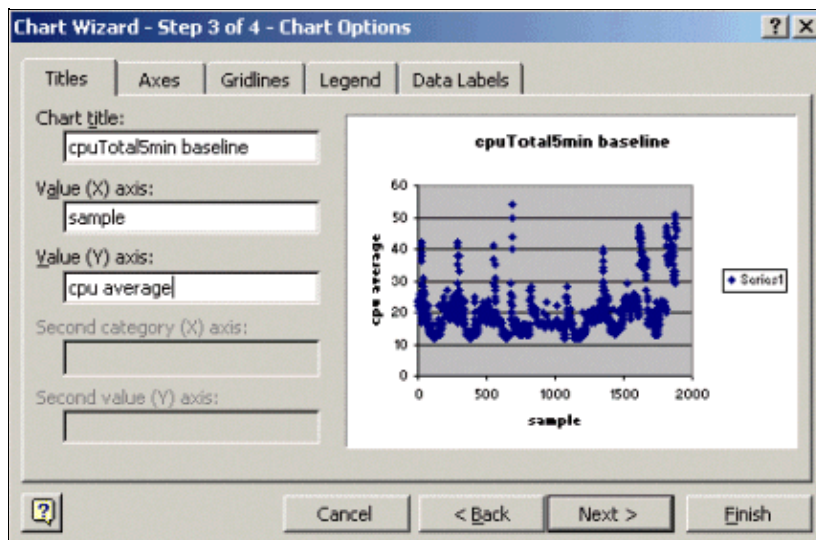 Chart Wizard - Step 3 of 4 - Chart Options
Titles Axes Gridlines Legend Data Labels
Chart title:
cpuTotal5min baseline
Value (X) axis:
sample
Value (Y) axis:
cpu average
Second category (X) axis:
Second value (Y) axis:
cpuTotal5min baseline
60
50
40
30
20
10
0
cpu average
0 500 1000 1500 2000
sample
Series1
Cancel < Back Next > Finish